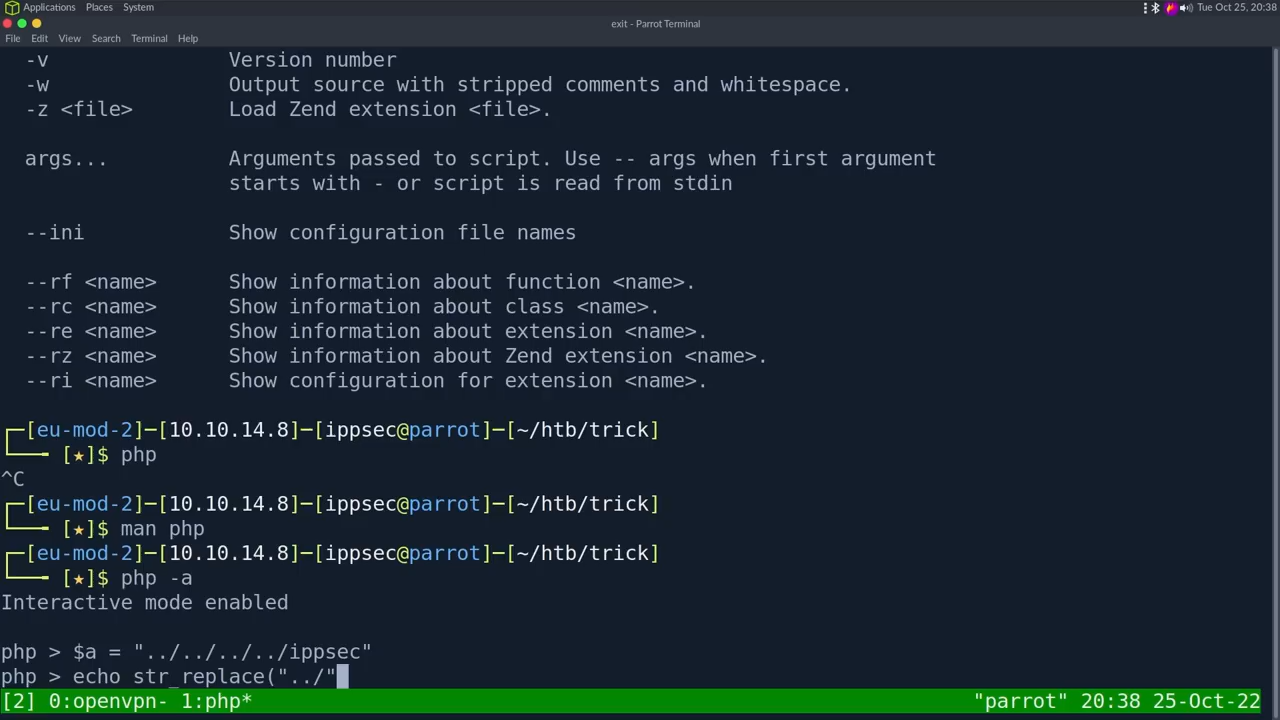 Applications Places System Tue Oct 25, 20:38
exit - Parrot Terminal
File Edit View Search Terminal Help
-v Version number
-w Output source with stripped comments and whitespace.
-z <file> Load Zend extension <file>.
args... Arguments passed to script. Use -- args when first argument
starts with - or script is read from stdin
--ini Show configuration file names
--rf <name> Show information about function <name>.
--rc <name> Show information about class <name>.
--re <name> Show information about extension <name>.
--rz <name> Show information about Zend extension <name>.
--ri <name> Show configuration for extension <name>.
┌─[eu-mod-2]─[10.10.14.8]─[ippsec@parrot]─[~/htb/trick]
└──╼ [★]$ php
^C
┌─[eu-mod-2]─[10.10.14.8]─[ippsec@parrot]─[~/htb/trick]
└──╼ [★]$ man php
┌─[eu-mod-2]─[10.10.14.8]─[ippsec@parrot]─[~/htb/trick]
└──╼ [★]$ php -a
Interactive mode enabled
php > $a = "../../../../ippsec"
php > echo str_replace("../"
[2] 0:openvpn- 1:php* "parrot" 20:38 25-Oct-22